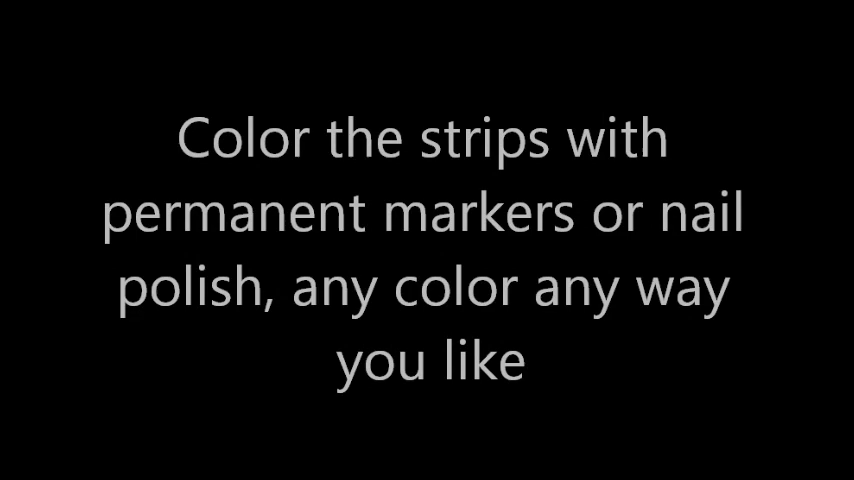 Color the strips with
permanent markers or nail
polish, any color any way
you like